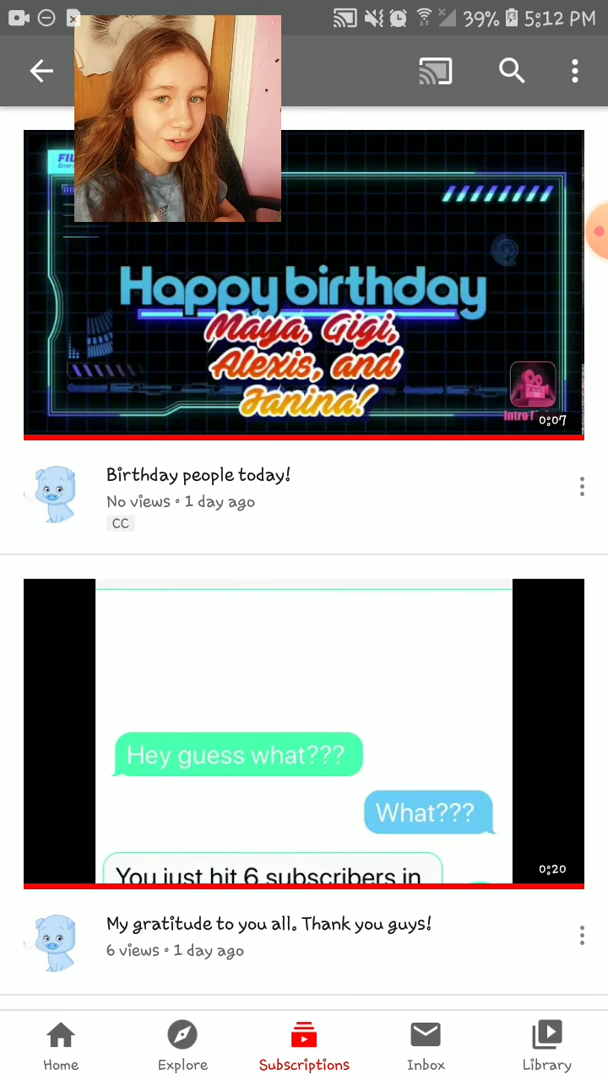 39% 5:12 PM
Happy birthday
Maya, Gigi,
Alexis, and
Janina!
0:07
Birthday people today!
No views • 1 day ago
CC
Hey guess what???
What???
You just hit 6 subscribers in
0:20
My gratitude to you all. Thank you guys!
6 views • 1 day ago
Home Explore Subscriptions Inbox Library